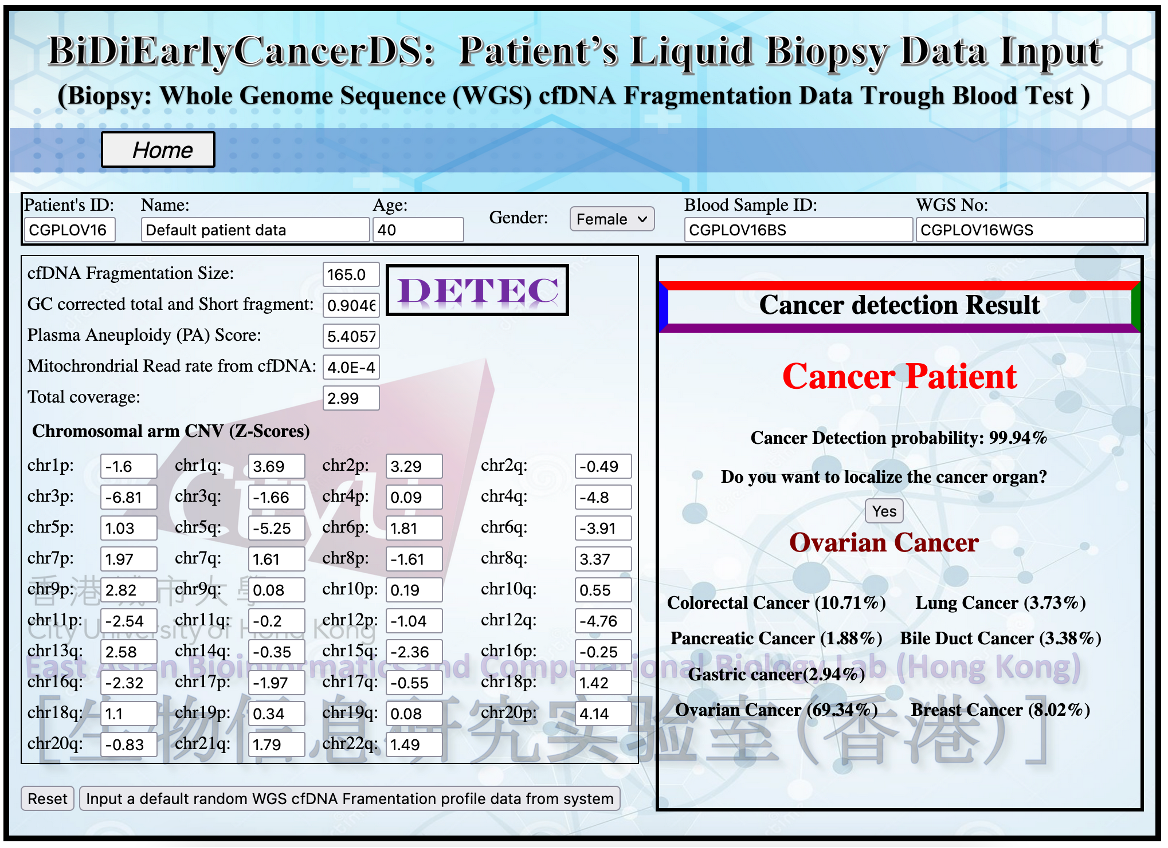 BiDiEarlyCancerDS: Patient's Liquid Biopsy Data Input
(Biopsy: Whole Genome Sequence (WGS) cfDNA Fragmentation Data Trough Blood Test )
Home
Patient's ID: Name: Age: Gender: Female Blood Sample ID: WGS No:
CGPLOV16 Default patient data 40 CGPLOV16BS CGPLOV16WGS
cfDNA Fragmentation Size: 165.0
GC corrected total and Short fragment: 0.9046
Plasma Aneuploidy (PA) Score: 5.4057
Mitochrondrial Read rate from cfDNA: 4.0E-4
Total coverage: 2.99
DETEC
Chromosomal arm CNV (Z-Scores)
chr1p: -1.6 chr1q: 3.69 chr2p: 3.29 chr2q: -0.49
chr3p: -6.81 chr3q: -1.66 chr4p: 0.09 chr4q: -4.8
chr5p: 1.03 chr5q: -5.25 chr6p: 1.81 chr6q: -3.91
chr7p: 1.97 chr7q: 1.61 chr8p: -1.61 chr8q: 3.37
chr9p: 2.82 chr9q: 0.08 chr10p: 0.19 chr10q: 0.55
chr11p: -2.54 chr11q: -0.2 chr12p: -1.04 chr12q: -4.76
chr13q: 2.58 chr14q: -0.35 chr15q: -2.36 chr16p: -0.25
chr16q: -2.32 chr17p: -1.97 chr17q: -0.55 chr18p: 1.42
chr18q: 1.1 chr19p: 0.34 chr19q: 0.08 chr20p: 4.14
chr20q: -0.83 chr21q: 1.79 chr22q: 1.49
Reset Input a default random WGS cfDNA Framentation profile data from system
Cancer detection Result
Cancer Patient
Cancer Detection probability: 99.94%
Do you want to localize the cancer organ?
Yes
Ovarian Cancer
Colorectal Cancer (10.71%) Lung Cancer (3.73%)
Pancreatic Cancer (1.88%) Bile Duct Cancer (3.38%)
Gastric cancer(2.94%)
Ovarian Cancer (69.34%) Breast Cancer (8.02%)
CityU
香港城市大學
City University of Hong Kong
East Asian Bioinformatics and Computational Biology Lab (Hong Kong)
[生物信息研究实验室(香港)]